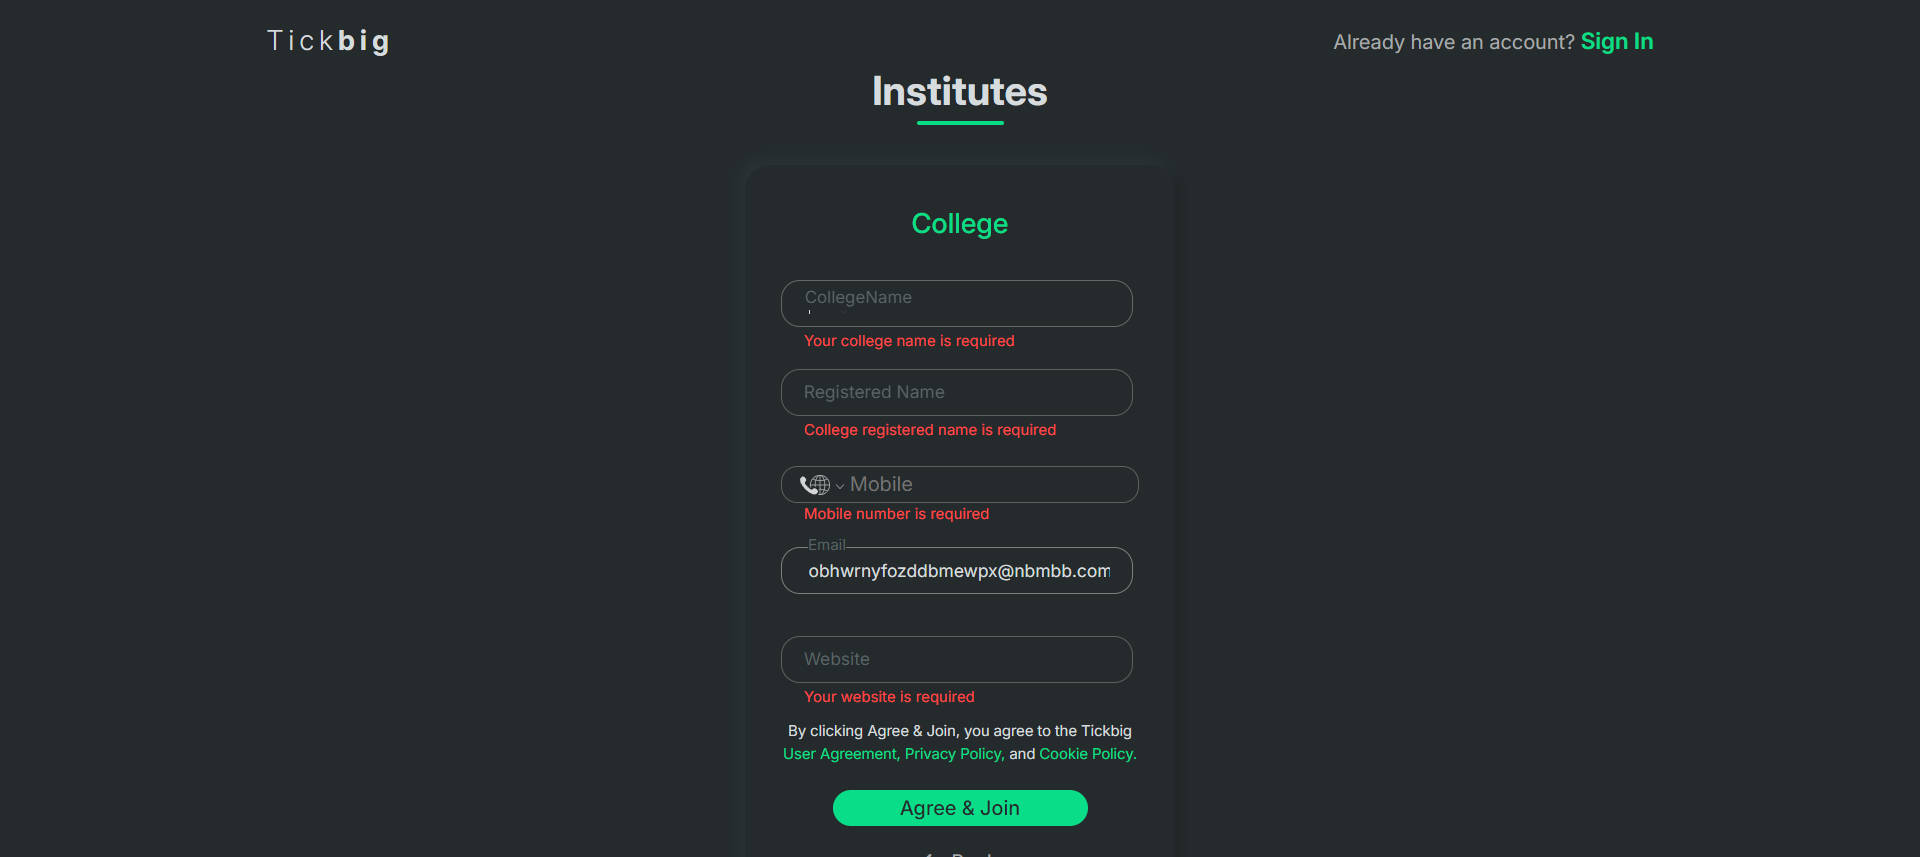 Tickbig
Already have an account? Sign In
Institutes
College
CollegeName
Your college name is required
Registered Name
College registered name is required
Mobile
Mobile number is required
Email
obhwrnyfozddbmewpx@nbmbb.com
Website
Your website is required
By clicking Agree & Join, you agree to the Tickbig
User Agreement, Privacy Policy, and Cookie Policy.
Agree & Join